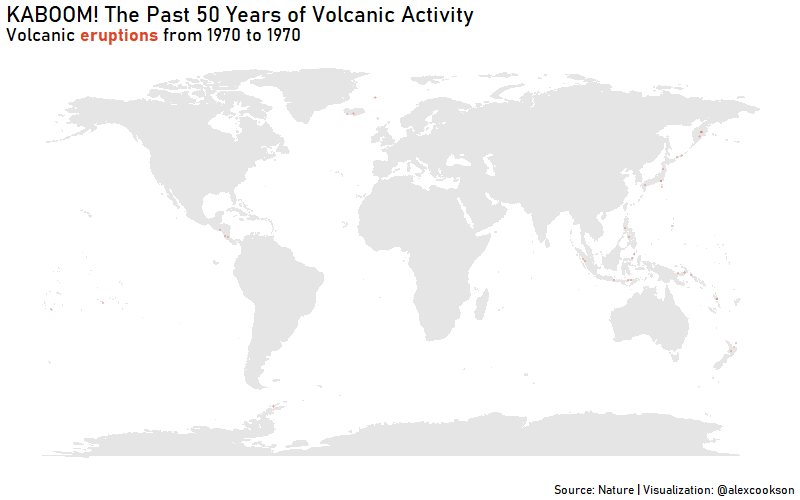 KABOOM! The Past 50 Years of Volcanic Activity
Volcanic eruptions from 1970 to 1970
Source: Nature | Visualization: @alexcookson